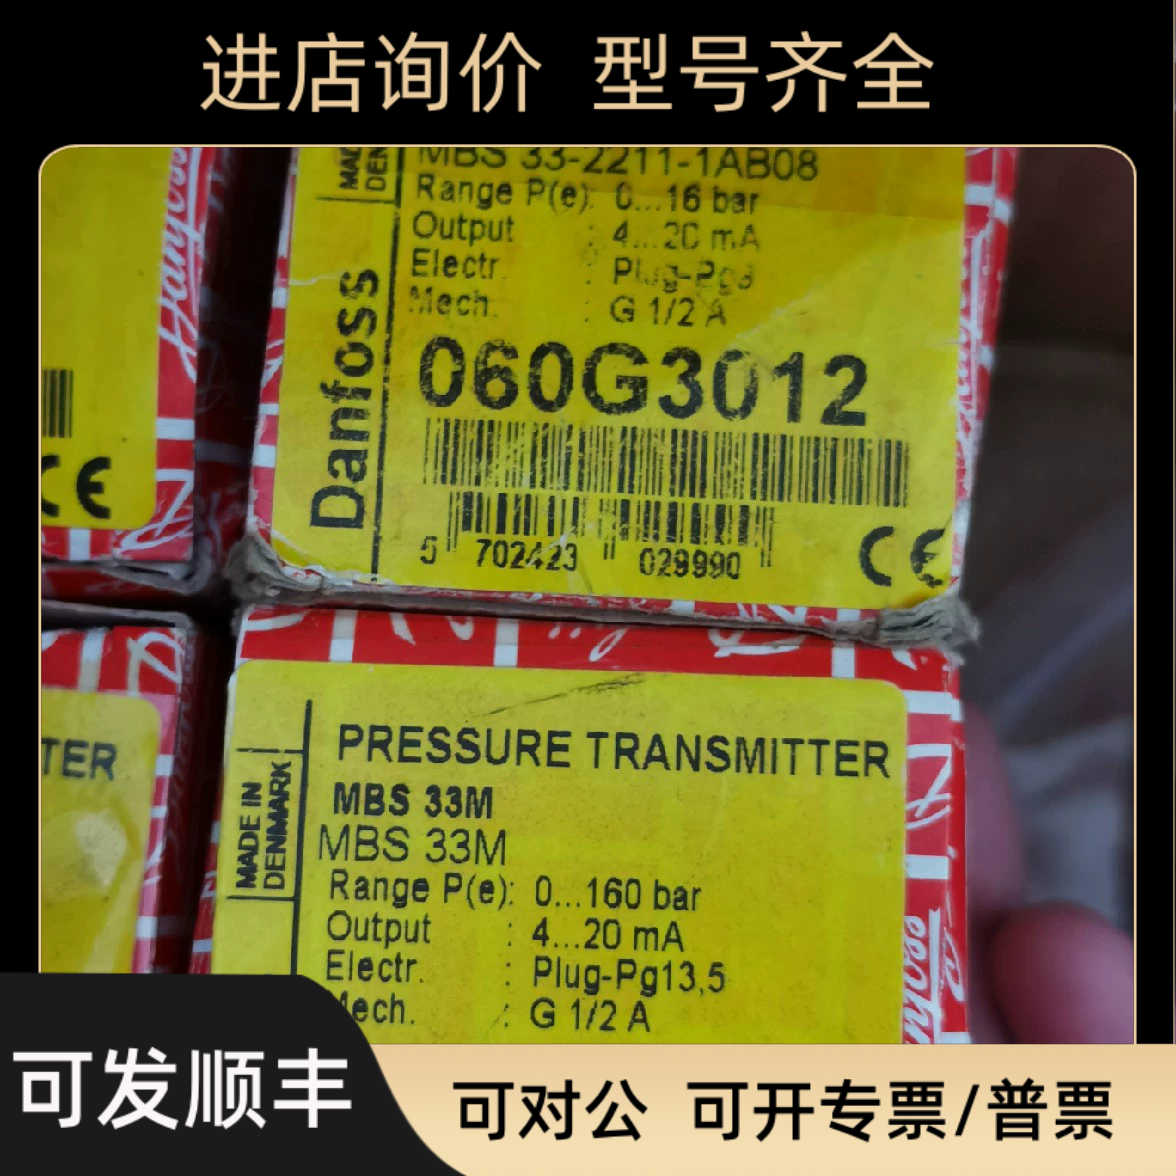 进店询价 型号齐全
MBS 33-2211-1AB08
Range P(e): 0...16 bar
Output : 4...20 mA
Electr. : Plug-Pg9
Mech. : G 1/2 A
060G3012
Danfoss
5 702423 029990
CE
CE
TER
PRESSURE TRANSMITTER
MADE IN
DENMARK
MBS 33M
MBS 33M
Range P(e): 0...160 bar
Output : 4...20 mA
Electr. : Plug-Pg13,5
Mech. : G 1/2 A
可发顺丰
可对公 可开专票/普票